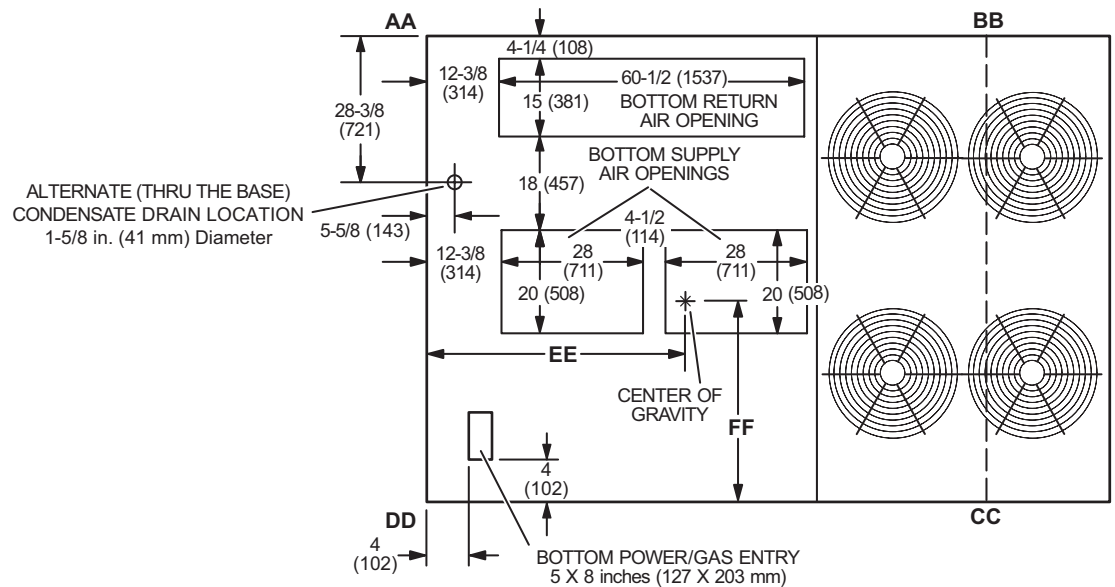 AA
BB
4-1/4 (108)
12-3/8
(314)
60-1/2 (1537)
28-3/8
(721)
15 (381)
BOTTOM RETURN
AIR OPENING
BOTTOM SUPPLY
AIR OPENINGS
18 (457)
ALTERNATE (THRU THE BASE)
CONDENSATE DRAIN LOCATION
1-5/8 in. (41 mm) Diameter
5-5/8 (143)
4-1/2
(114)
12-3/8
(314)
28
(711)
28
(711)
20 (508)
20 (508)
EE
CENTER OF
GRAVITY
FF
4
(102)
DD
CC
4
(102)
BOTTOM POWER/GAS ENTRY
5 X 8 inches (127 X 203 mm)